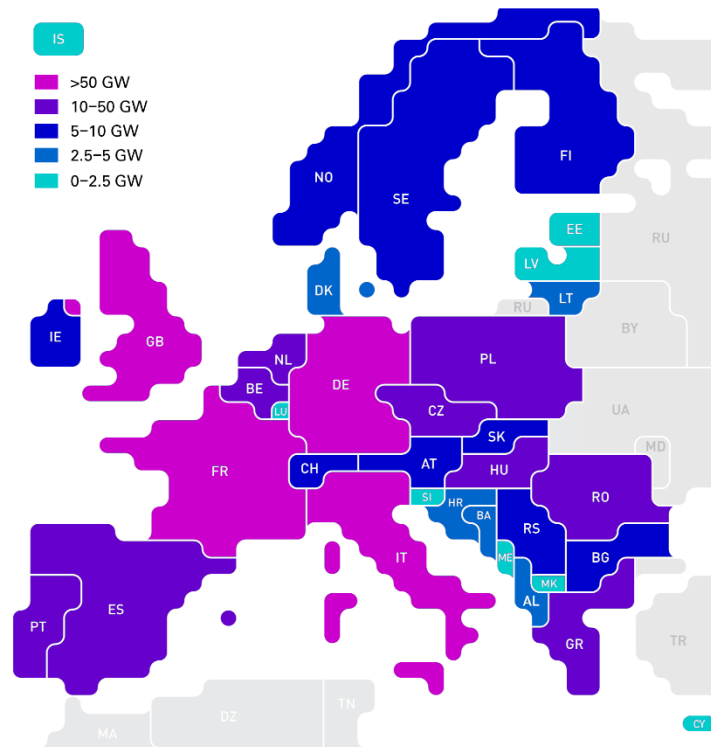 IS
>50 GW
10–50 GW
5–10 GW
2.5–5 GW
0–2.5 GW
NO
SE
FI
EE
RU
LV
DK
LT
RU
BY
IE
GB
NL
PL
BE
DE
LU
CZ
UA
SK
MD
FR
CH
AT
HU
SI
HR
RO
BA
RS
IT
ME
BG
MK
AL
ES
PT
GR
TR
TN
DZ
MA
CY